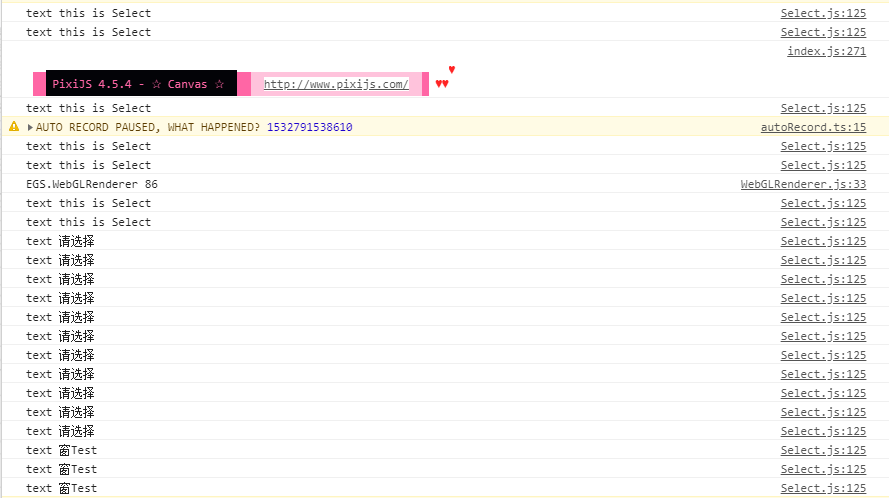 text this is Select Select.js:125
text this is Select Select.js:125
index.js:271
PixiJS 4.5.4 - ☆ Canvas ☆ http://www.pixijs.com/ ♥♥♥
text this is Select Select.js:125
AUTO RECORD PAUSED, WHAT HAPPENED? 1532791538610 autoRecord.ts:15
text this is Select Select.js:125
text this is Select Select.js:125
EGS.WebGLRenderer 86 WebGLRenderer.js:33
text this is Select Select.js:125
text this is Select Select.js:125
text 请选择 Select.js:125
text 请选择 Select.js:125
text 请选择 Select.js:125
text 请选择 Select.js:125
text 请选择 Select.js:125
text 请选择 Select.js:125
text 请选择 Select.js:125
text 请选择 Select.js:125
text 请选择 Select.js:125
text 请选择 Select.js:125
text 请选择 Select.js:125
text 窗Test Select.js:125
text 窗Test Select.js:125
text 窗Test Select.js:125